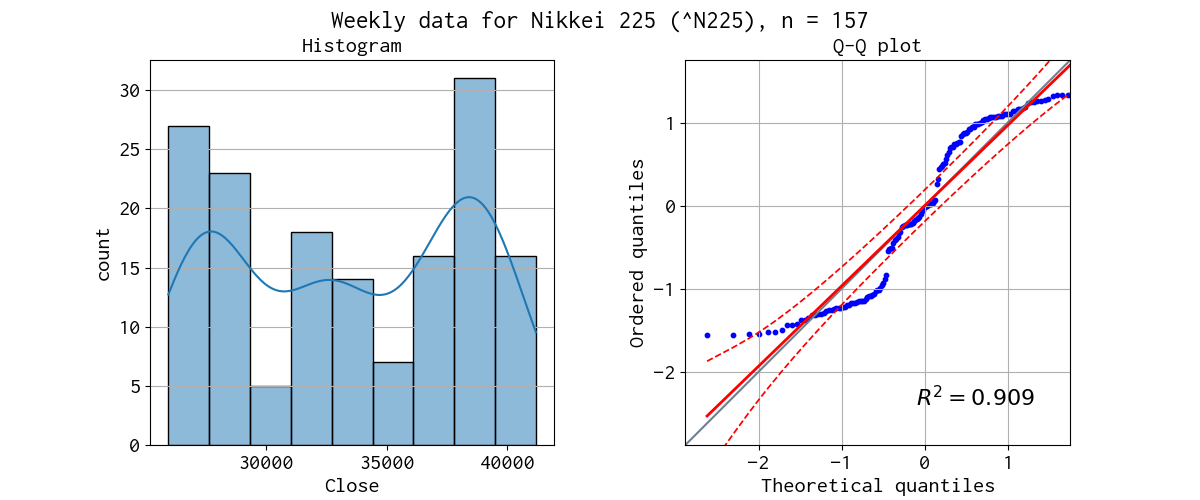 Weekly data for Nikkei 225 (^N225), n = 157
Histogram
count
30
25
20
15
10
5
0
30000 35000 40000
Close
Q-Q plot
Ordered quantiles
1
0
−1
−2
R² = 0.909
−2 −1 0 1
Theoretical quantiles